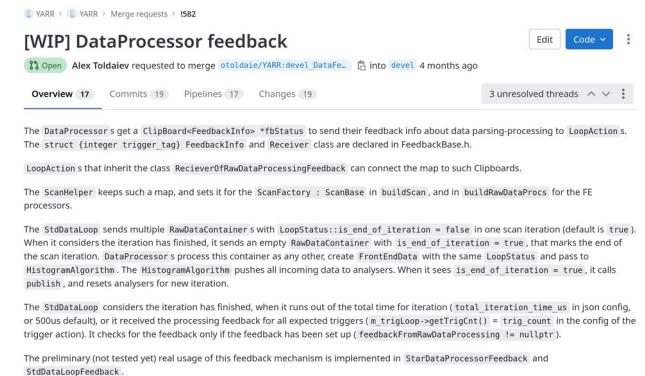 YARR > YARR > Merge requests > !582
[WIP] DataProcessor feedback
Edit Code
Open Alex Toldaiev requested to merge otoldaie/YARR:devel_DataFe… into devel 4 months ago
Overview 17 Commits 19 Pipelines 17 Changes 19 3 unresolved threads
The DataProcessor s get a ClipBoard<FeedbackInfo> *fbStatus to send their feedback info about data parsing-processing to LoopAction s.
The struct {integer trigger_tag} FeedbackInfo and Receiver class are declared in FeedbackBase.h.
LoopAction s that inherit the class RecieverOfRawDataProcessingFeedback can connect the map to such Clipboards.
The ScanHelper keeps such a map, and sets it for the ScanFactory : ScanBase in buildScan , and in buildRawDataProcs for the FE
processors.
The StdDataLoop sends multiple RawDataContainer s with LoopStatus::is_end_of_iteration = false in one scan iteration (default is true ).
When it considers the iteration has finished, it sends an empty RawDataContainer with is_end_of_iteration = true , that marks the end of
the scan iteration. DataProcessor s process this container as any other, create FrontEndData with the same LoopStatus and pass to
HistogramAlgorithm . The HistogramAlgorithm pushes all incoming data to analysers. When it sees is_end_of_iteration = true , it calls
publish , and resets analysers for new iteration.
The StdDataLoop considers the iteration has finished, when it runs out of the total time for iteration ( total_iteration_time_us in json config,
or 500us default), or it received the processing feedback for all expected triggers ( m_trigLoop->getTrigCnt() = trig_count in the config of the
trigger action). It checks for the feedback only if the feedback has been set up ( feedbackFromRawDataProcessing != nullptr ).
The preliminary (not tested yet) real usage of this feedback mechanism is implemented in StarDataProcessorFeedback and
StdDataLoopFeedback .